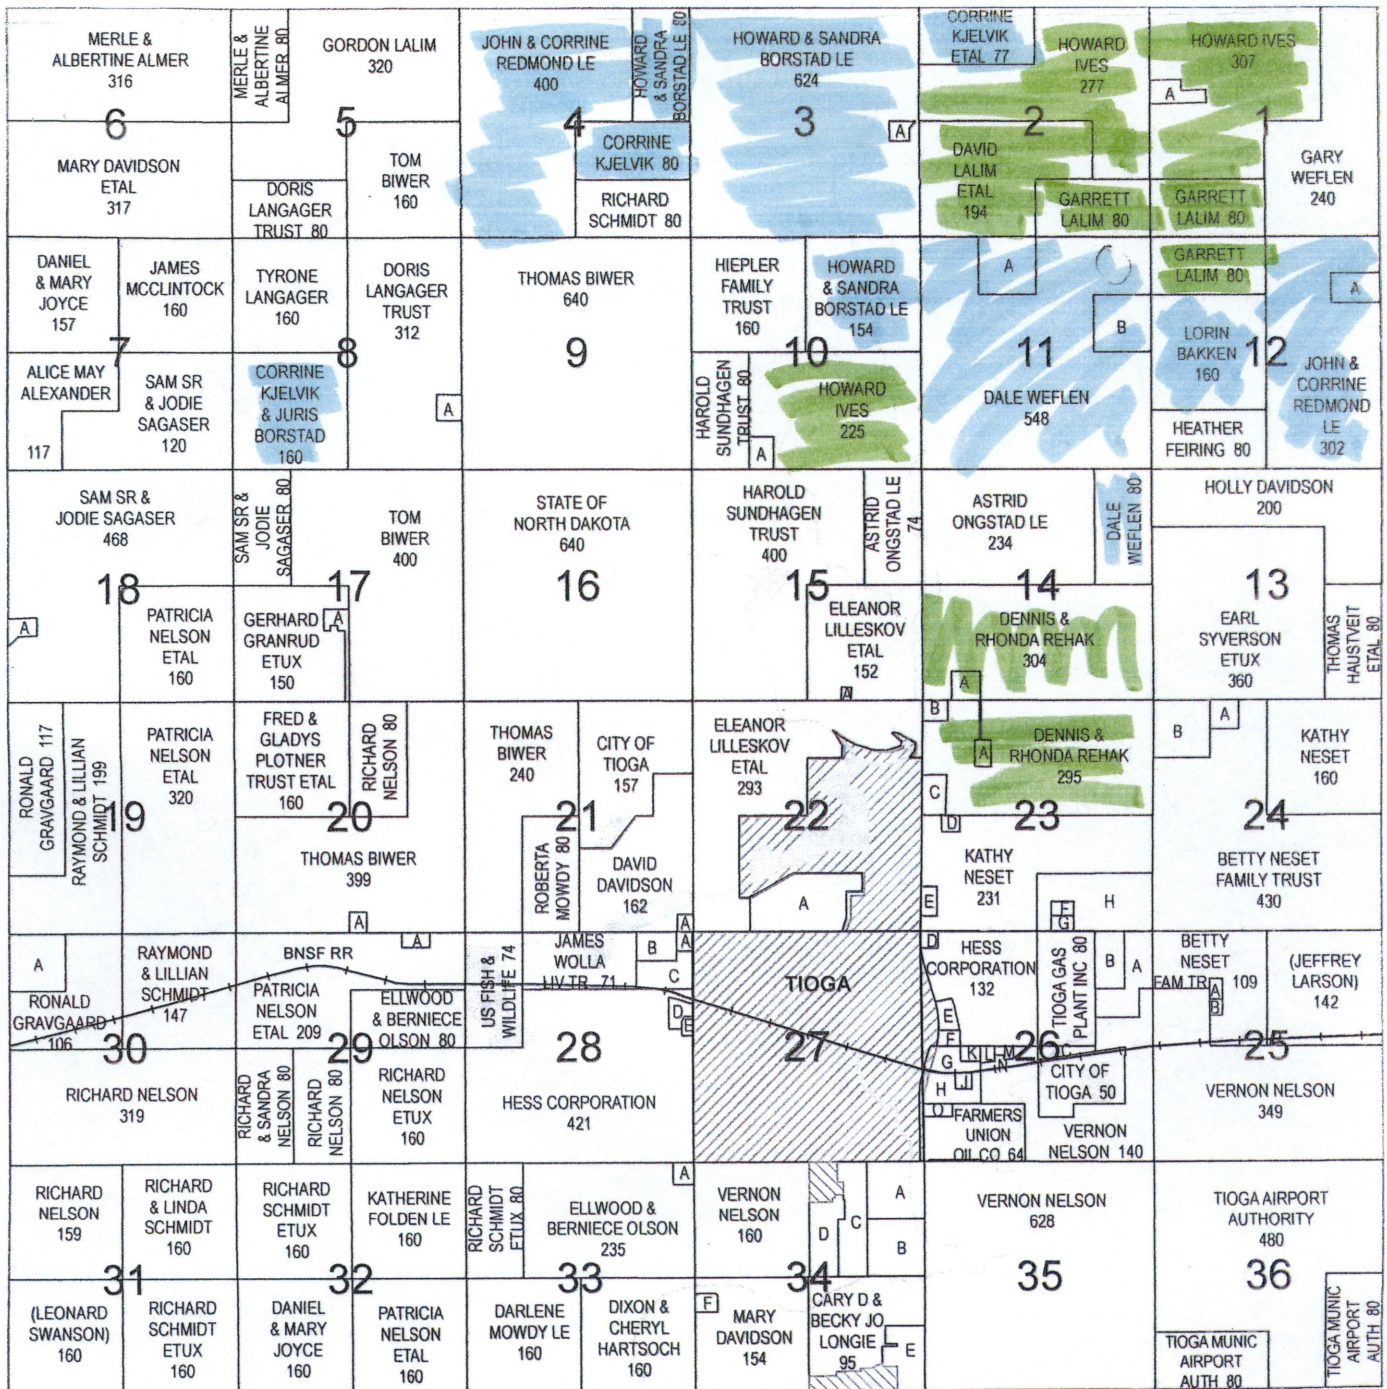 MERLE &
ALBERTINE ALMER
316
6
MARY DAVIDSON
ETAL
317
MERLE &
ALBERTINE
ALMER 80
GORDON LALIM
320
5
DORIS
LANGAGER
TRUST 80
TOM
BIWER
160
JOHN & CORRINE
REDMOND LE
400
HOWARD
& SANDRA
BORSTAD LE 80
4
CORRINE
KJELVIK 80
RICHARD
SCHMIDT 80
HOWARD & SANDRA
BORSTAD LE
624
3
A
CORRINE
KJELVIK
ETAL 77
HOWARD
IVES
277
2
DAVID
LALIM
ETAL
194
GARRETT
LALIM 80
HOWARD IVES
307
A
1
GARRETT
LALIM 80
GARY
WEFLEN
240
DANIEL
& MARY
JOYCE
157
JAMES
MCCLINTOCK
160
7
ALICE MAY
ALEXANDER
117
SAM SR
& JODIE
SAGASER
120
TYRONE
LANGAGER
160
DORIS
LANGAGER
TRUST
312
8
CORRINE
KJELVIK
& JURIS
BORSTAD
160
A
THOMAS BIWER
640
9
HIEPLER
FAMILY
TRUST
160
HOWARD
& SANDRA
BORSTAD LE
154
10
HAROLD
SUNDHAGEN
TRUST 80
A
HOWARD
IVES
225
A
B
11
DALE WEFLEN
548
GARRETT
LALIM 80
A
LORIN
BAKKEN
160
12
JOHN &
CORRINE
REDMOND
LE
302
HEATHER
FEIRING 80
SAM SR &
JODIE SAGASER
468
18
A
PATRICIA
NELSON
ETAL
160
SAM SR &
JODIE
SAGASER 80
TOM
BIWER
400
17
GERHARD
GRANRUD
ETUX
150
A
STATE OF
NORTH DAKOTA
640
16
HAROLD
SUNDHAGEN
TRUST
400
ASTRID
ONGSTAD LE
74
15
ELEANOR
LILLESKOV
ETAL
152
A
ASTRID
ONGSTAD LE
234
DALE
WEFLEN 80
14
DENNIS &
RHONDA REHAK
304
A
HOLLY DAVIDSON
200
13
EARL
SYVERSON
ETUX
360
THOMAS
HAUSTVEIT
ETAL 80
RONALD
GRAVGAARD 117
RAYMOND & LILLIAN
SCHMIDT 199
19
PATRICIA
NELSON
ETAL
320
FRED &
GLADYS
PLOTNER
TRUST ETAL
160
RICHARD
NELSON 80
20
THOMAS BIWER
399
A
THOMAS
BIWER
240
CITY OF
TIOGA
157
21
ROBERTA
MOWDY 80
DAVID
DAVIDSON
162
A
ELEANOR
LILLESKOV
ETAL
293
22
A
B
A
DENNIS &
RHONDA REHAK
295
C
D
23
KATHY
NESET
231
E
H
F
G
B
A
KATHY
NESET
160
24
BETTY NESET
FAMILY TRUST
430
A
RONALD
GRAVGAARD
106
RAYMOND
& LILLIAN
SCHMIDT
147
30
RICHARD NELSON
319
BNSF RR
A
PATRICIA
NELSON
ETAL 209
ELLWOOD
& BERNIECE
OLSON 80
29
RICHARD
& SANDRA
NELSON 80
RICHARD
NELSON 80
RICHARD
NELSON
ETUX
160
US FISH &
WILDLIFE 74
JAMES
WOLLA
LIV TR 71
B
A
C
D
E
28
HESS CORPORATION
421
TIOGA
27
D
HESS
CORPORATION
132
TIOGA GAS
PLANT INC 80
B
A
E
F
G
K
L
M
N
C
26
H
J
O
CITY OF
TIOGA 50
FARMERS
UNION
OIL CO 64
VERNON
NELSON 140
BETTY
NESET
FAM TR 109
A
B
(JEFFREY
LARSON)
142
25
VERNON NELSON
349
RICHARD
NELSON
159
RICHARD
& LINDA
SCHMIDT
160
31
(LEONARD
SWANSON)
160
RICHARD
SCHMIDT
ETUX
160
RICHARD
SCHMIDT
ETUX
160
KATHERINE
FOLDEN LE
160
32
DANIEL
& MARY
JOYCE
160
PATRICIA
NELSON
ETAL
160
RICHARD
SCHMIDT
ETUX 80
A
ELLWOOD &
BERNIECE OLSON
235
33
DARLENE
MOWDY LE
160
DIXON &
CHERYL
HARTSOCH
160
VERNON
NELSON
160
D
C
A
B
34
F
MARY
DAVIDSON
154
CARY D &
BECKY JO
LONGIE
95
E
VERNON NELSON
628
35
TIOGA AIRPORT
AUTHORITY
480
36
TIOGA MUNIC
AIRPORT
AUTH 80
TIOGA MUNIC
AIRPORT
AUTH 80